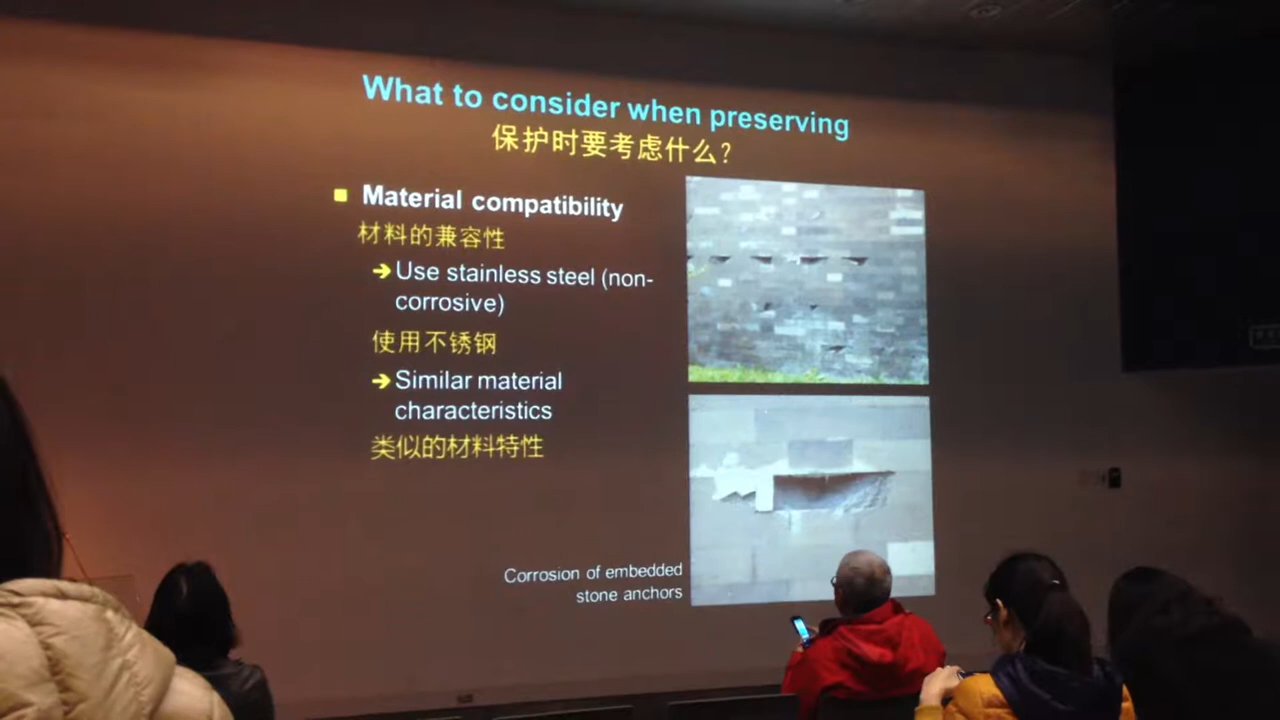 What to consider when preserving
保护时要考虑什么?
Material compatibility
材料的兼容性
Use stainless steel (non-
corrosive)
使用不锈钢
Similar material
characteristics
类似的材料特性
Corrosion of embedded
stone anchors